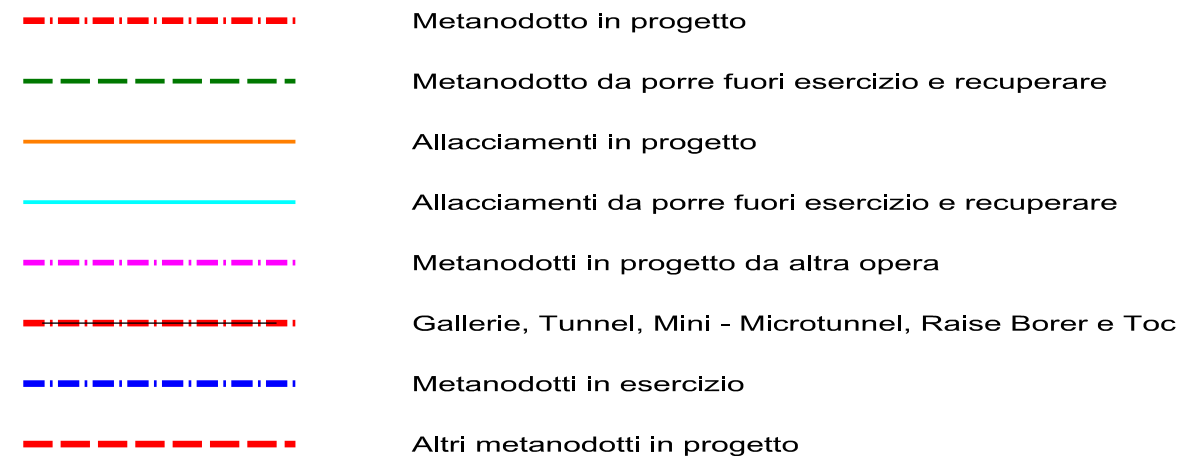 Metanodotto in progetto
Metanodotto da porre fuori esercizio e recuperare
Allacciamenti in progetto
Allacciamenti da porre fuori esercizio e recuperare
Metanodotti in progetto da altra opera
Gallerie, Tunnel, Mini - Microtunnel, Raise Borer e Toc
Metanodotti in esercizio
Altri metanodotti in progetto